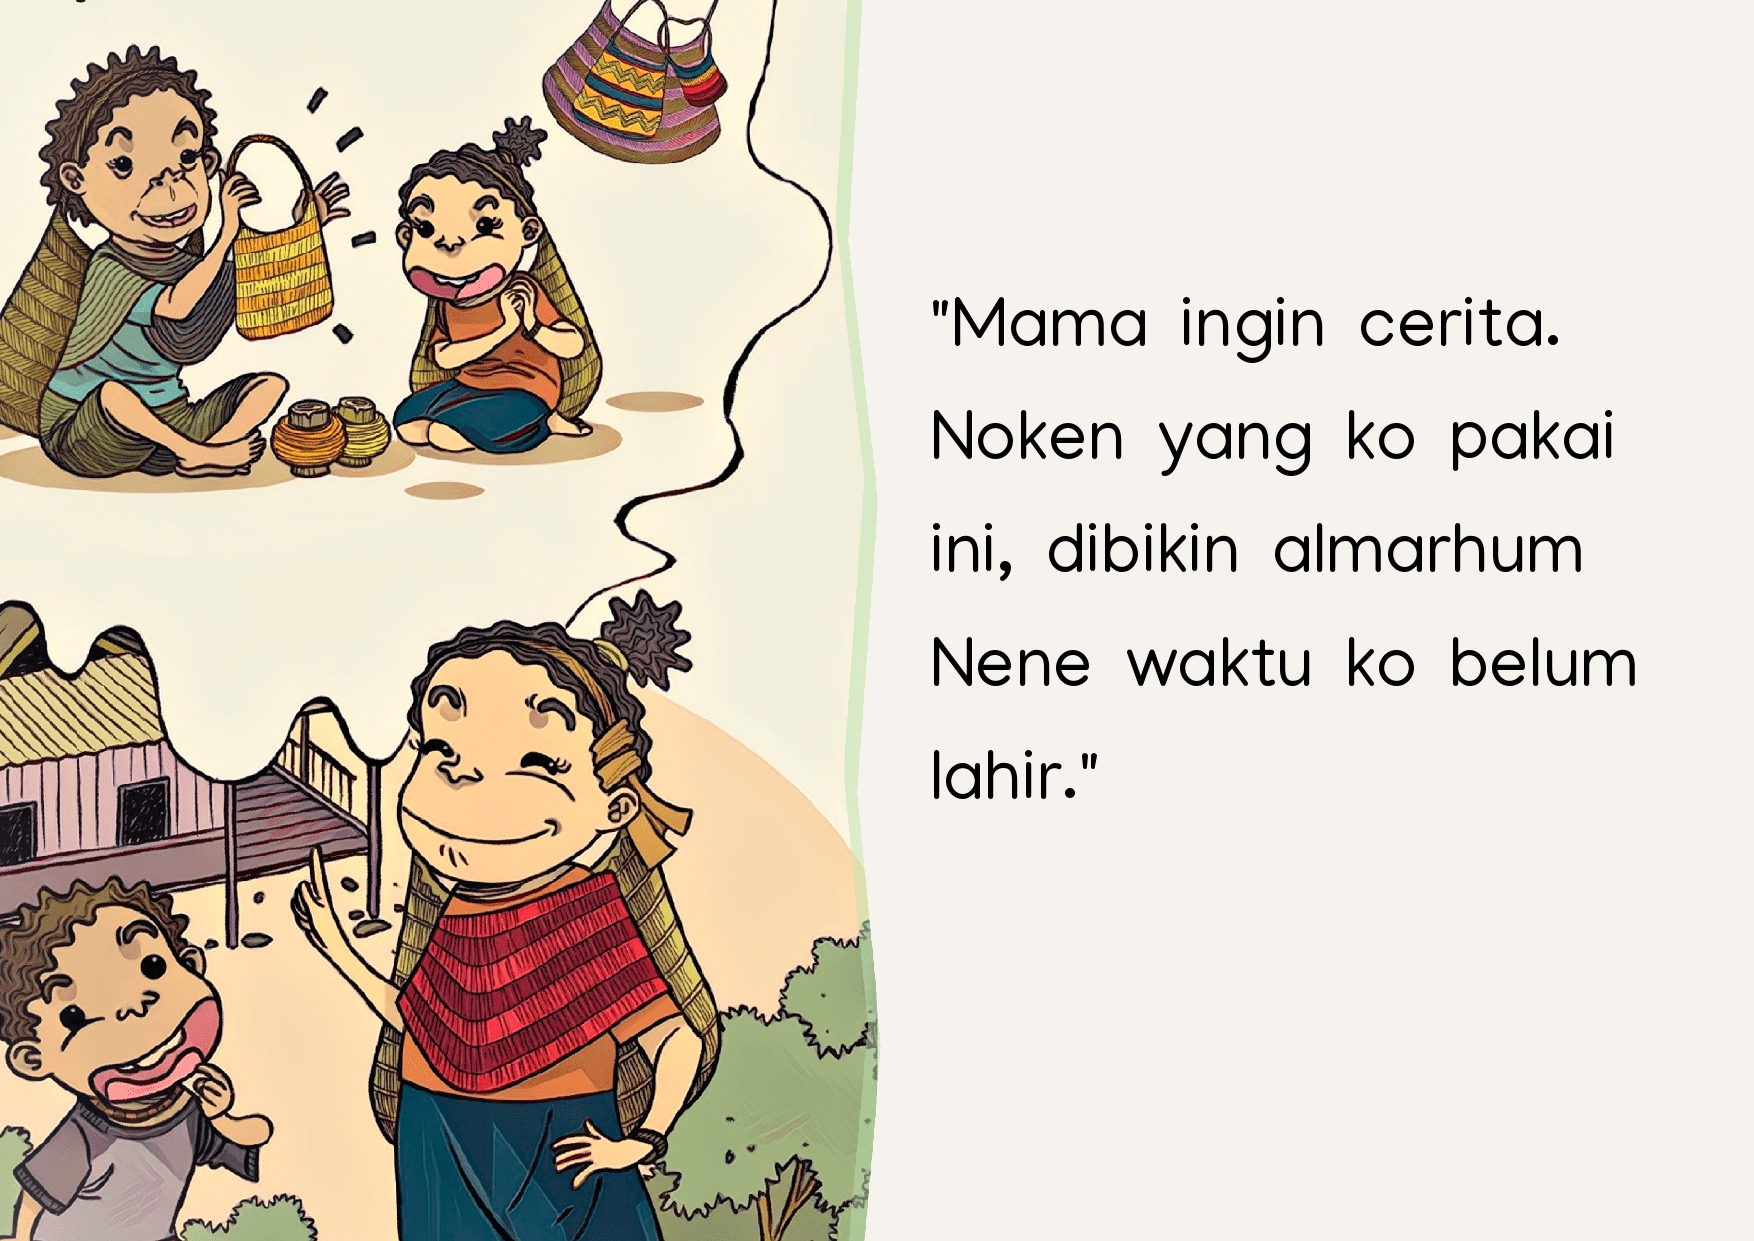 "Mama ingin cerita.
Noken yang ko pakai
ini, dibikin almarhum
Nene waktu ko belum
lahir."